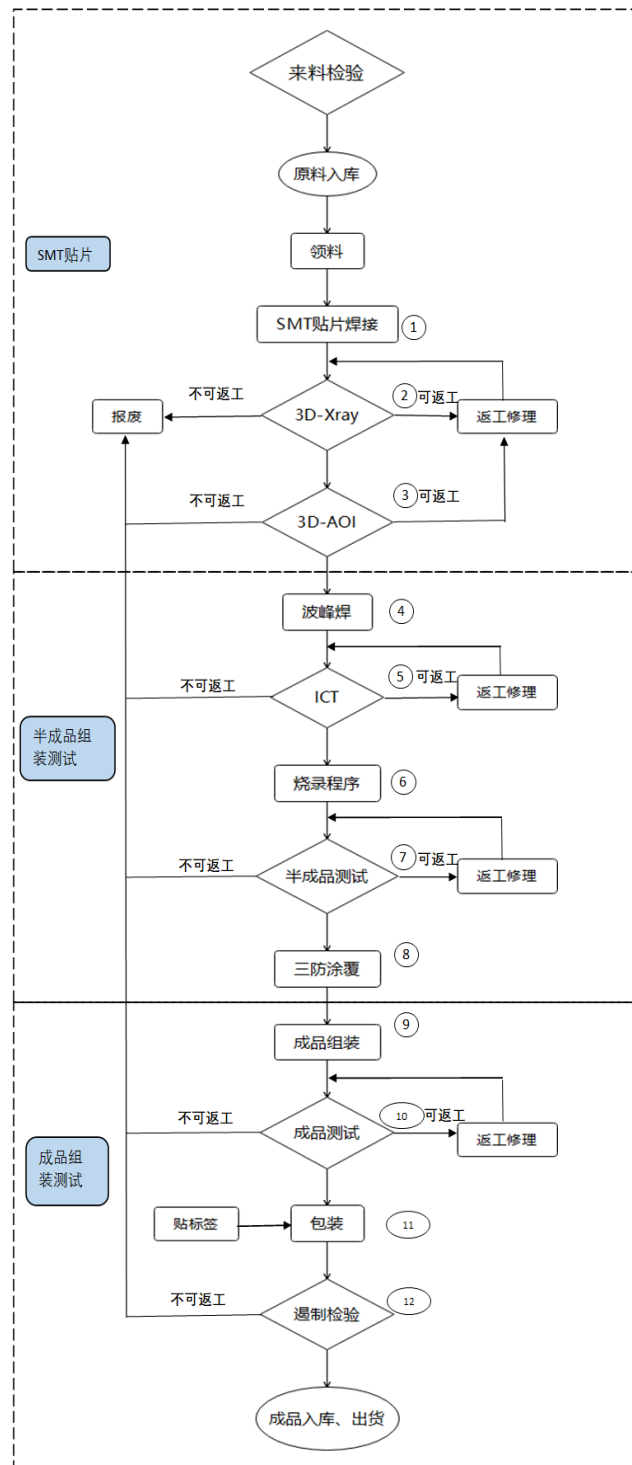 来料检验
原料入库
SMT贴片
领料
SMT贴片焊接
1
不可返工
2
可返工
报废
3D-Xray
返工修理
不可返工
3
可返工
3D-AOI
波峰焊
4
不可返工
5
可返工
ICT
返工修理
半成品组
装测试
烧录程序
6
不可返工
7
可返工
半成品测试
返工修理
三防涂覆
8
9
成品组装
不可返工
10
可返工
成品测试
返工修理
成品组
装测试
贴标签
包装
11
不可返工
12
遏制检验
成品入库、出货